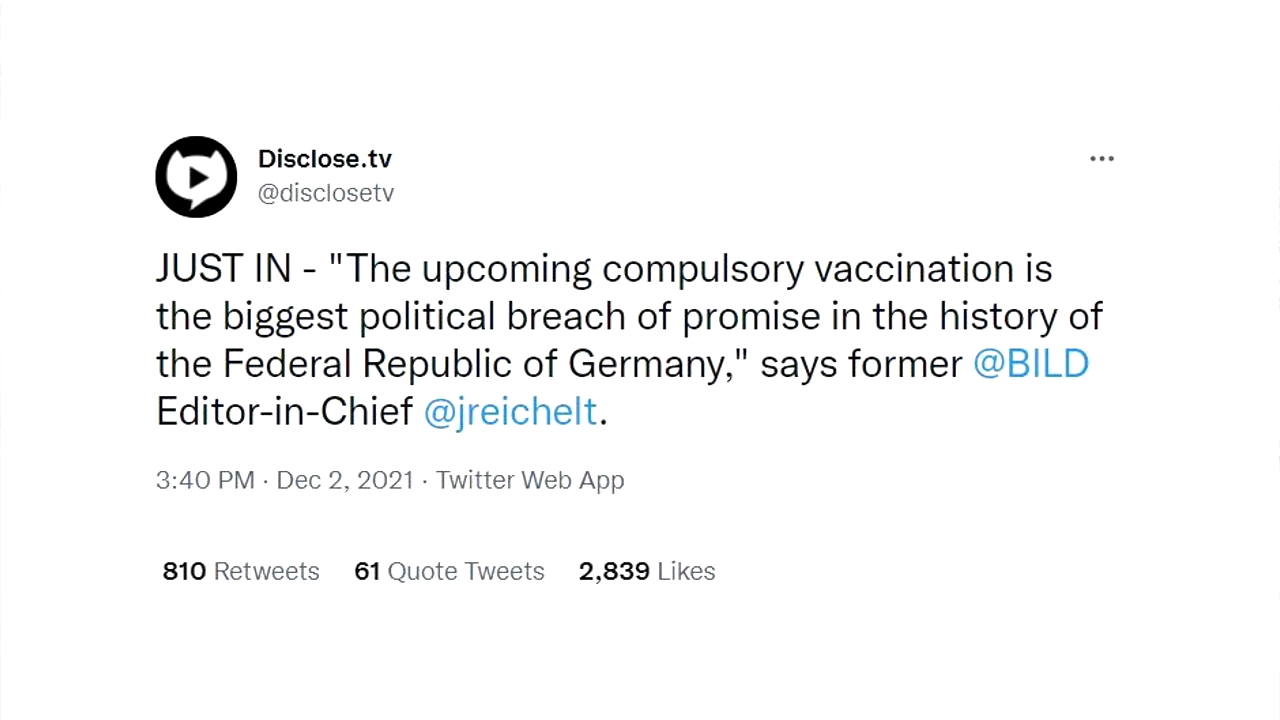 Disclose.tv
@disclosetv
JUST IN - "The upcoming compulsory vaccination is
the biggest political breach of promise in the history of
the Federal Republic of Germany," says former @BILD
Editor-in-Chief @jreichelt.
3:40 PM · Dec 2, 2021 · Twitter Web App
810 Retweets 61 Quote Tweets 2,839 Likes